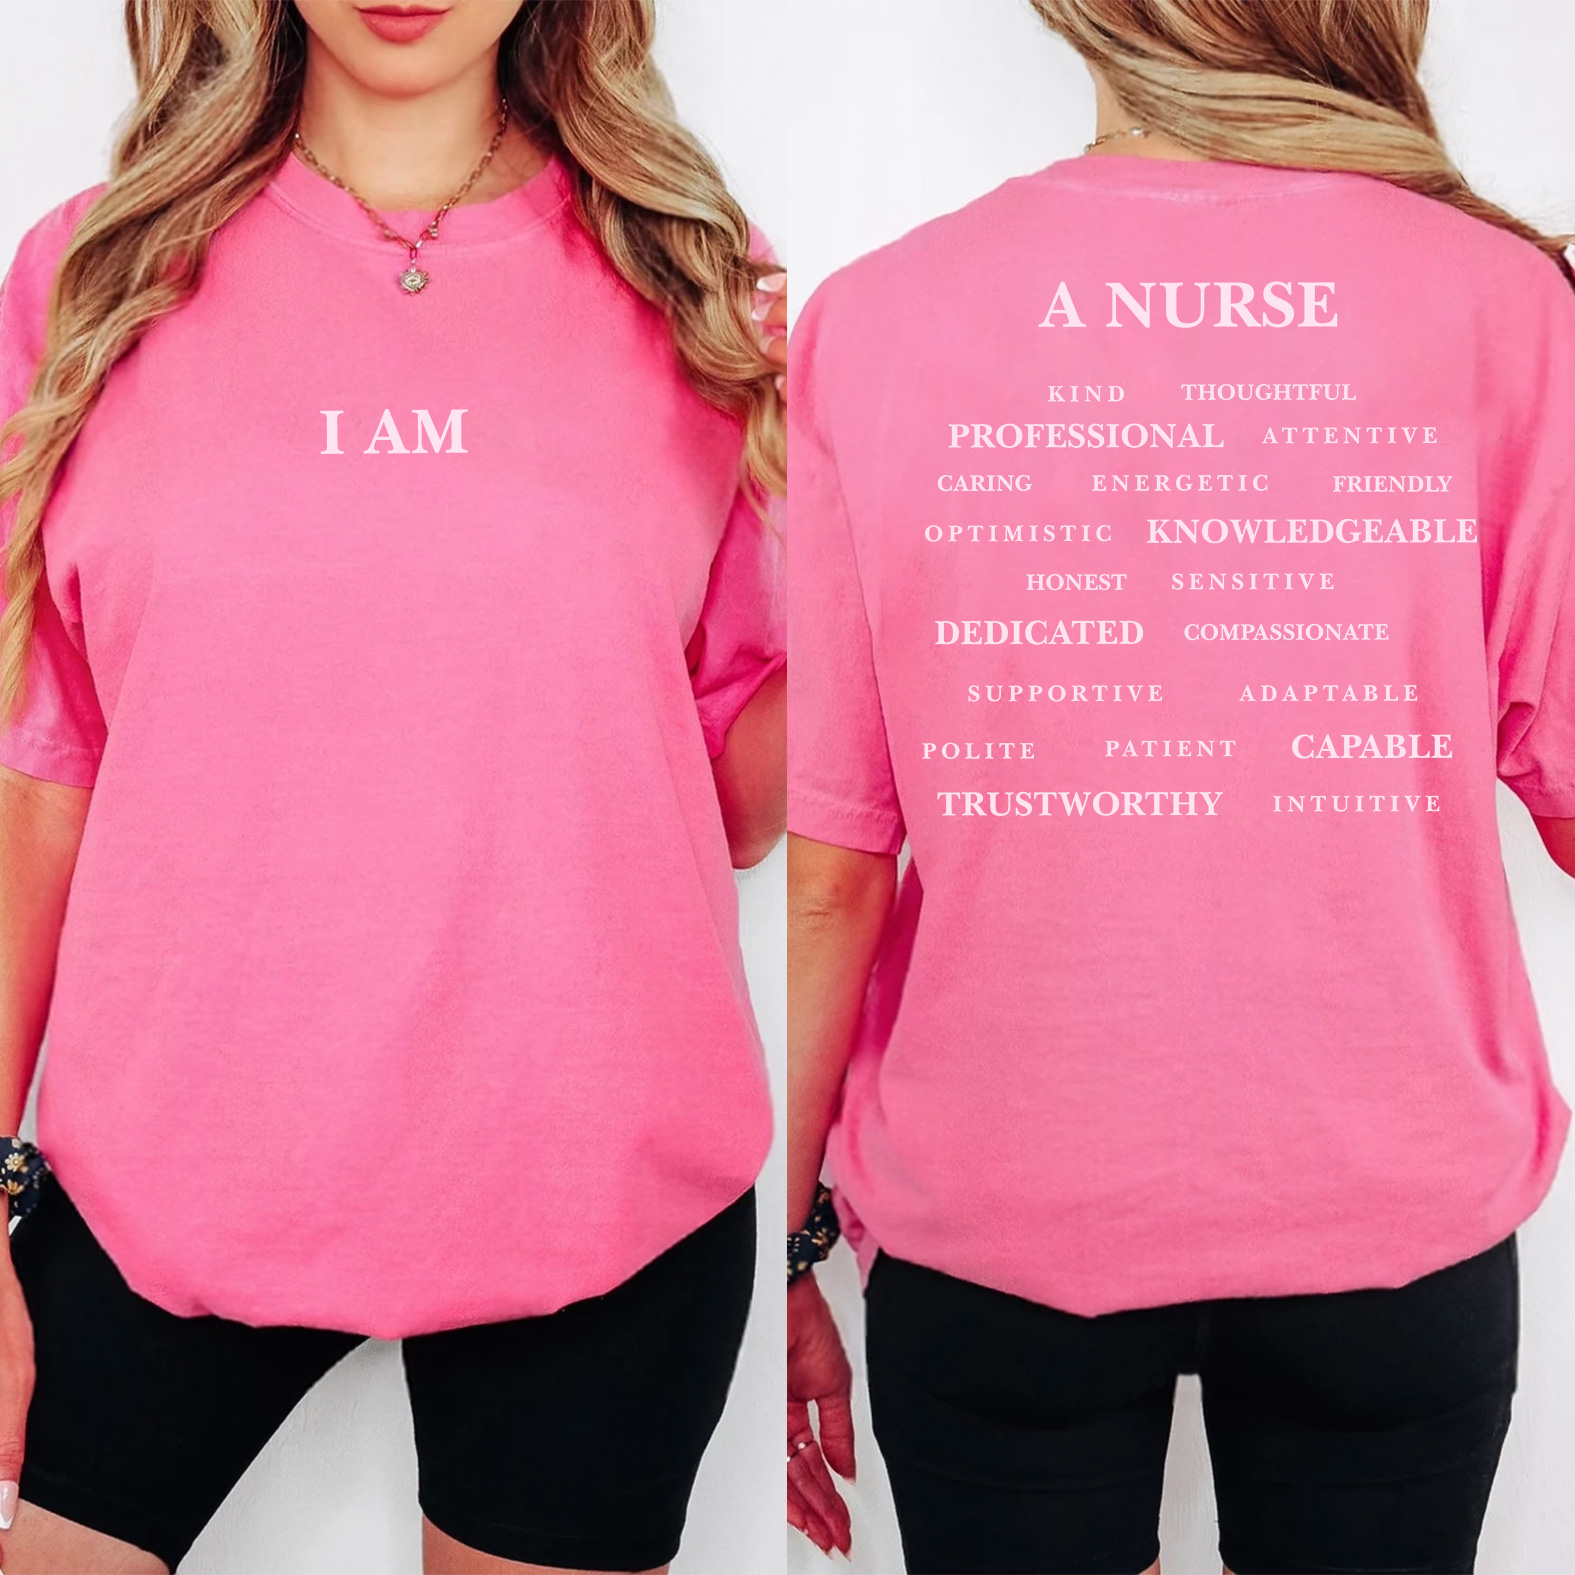 I AM
A NURSE
KIND THOUGHTFUL
PROFESSIONAL ATTENTIVE
CARING ENERGETIC FRIENDLY
OPTIMISTIC KNOWLEDGEABLE
HONEST SENSITIVE
DEDICATED COMPASSIONATE
SUPPORTIVE ADAPTABLE
POLITE PATIENT CAPABLE
TRUSTWORTHY INTUITIVE